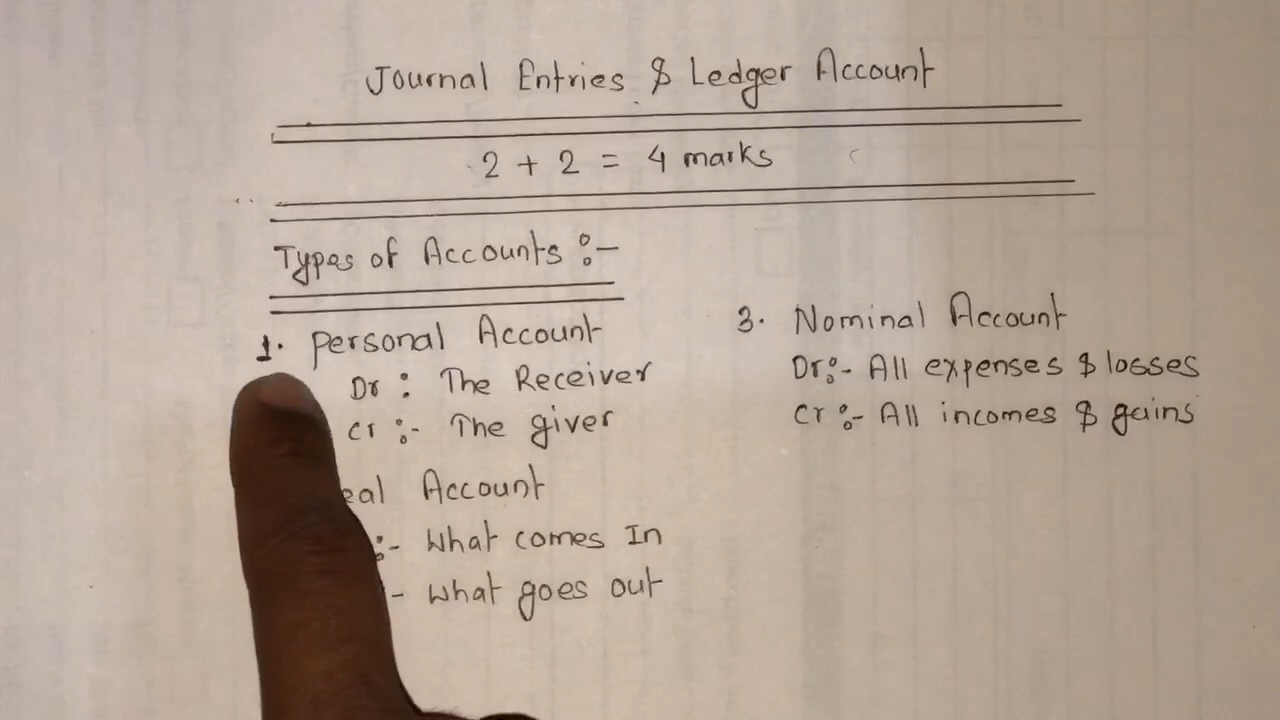 Journal Entries & Ledger Account
2 + 2 = 4 marks
Types of Accounts :-
1. Personal Account
Dr : The Receiver
Cr :- The giver
eal Account
:- What comes In
- What goes out
3. Nominal Account
Dr:- All expenses & losses
Cr :- All incomes & gains